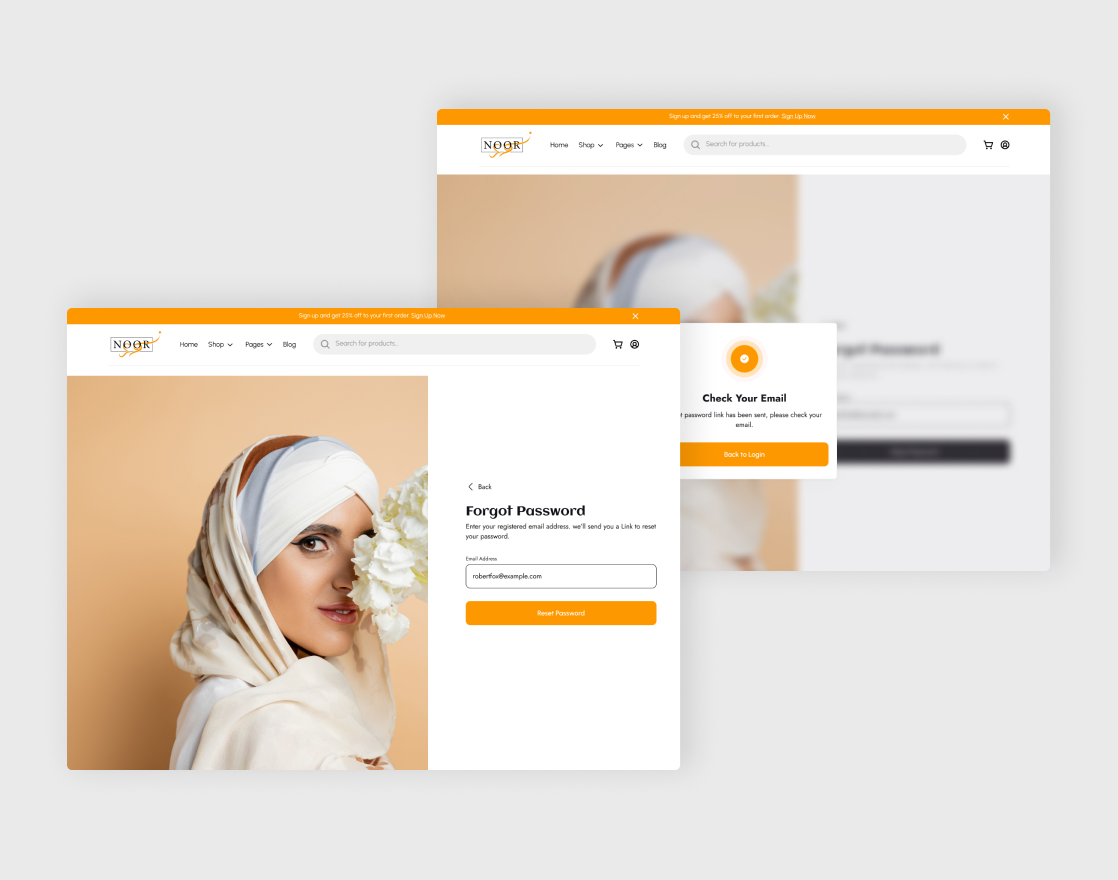 Sign up and get 25% off to your first order. Sign Up Now
NOOR
Home
Shop
Pages
Blog
Search for products..
Check Your Email
password link has been sent, please check your
email.
Back to Login
Sign up and get 25% off to your first order. Sign Up Now
NOOR
Home
Shop
Pages
Blog
Search for products..
Back
Forgot Password
Enter your registered email address. we'll send you a Link to reset
your password.
Email Address
robertfox@example.com
Reset Password